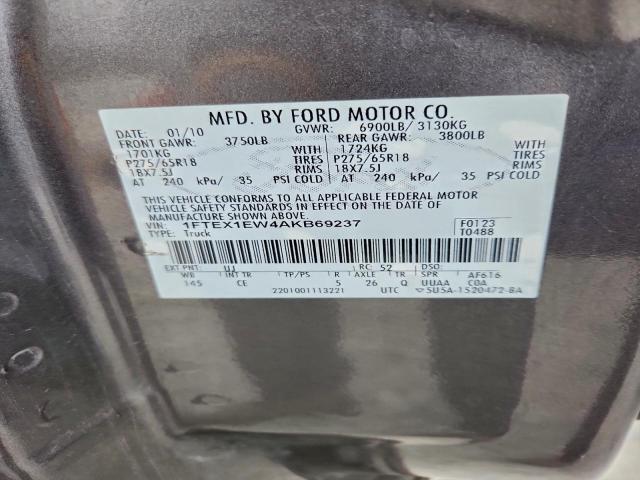 MFD. BY FORD MOTOR CO.
DATE: 01/10 GVWR: 6900LB/ 3130KG
FRONT GAWR: 3750LB REAR GAWR: 3800LB
1701KG WITH 1724KG WITH
P275/65R18 TIRES P275/65R18 TIRES
18X7.5J RIMS 18X7.5J RIMS
AT 240 kPa/ 35 PSI COLD AT 240 kPa/ 35 PSI COLD
THIS VEHICLE CONFORMS TO ALL APPLICABLE FEDERAL MOTOR
VEHICLE SAFETY STANDARDS IN EFFECT ON THE DATE OF
MANUFACTURE SHOWN ABOVE.
VIN: 1FTEX1EW4AKB69237 F0123
TYPE: Truck T0488
EXT PNT: UJ RC: 52 DSO:
WB INT TR TP/PS R AXLE TR SPR AF616
145 CE 5 26 Q UUAA C0A
2201001113221 UTC 5U5A-1520472-BA